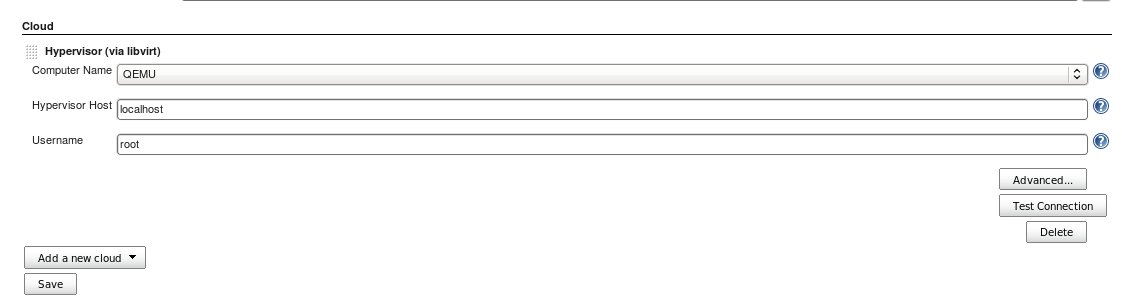 Cloud
Hypervisor (via libvirt)
Computer Name QEMU ?
Hypervisor Host localhost ?
Username root ?
Advanced...
Test Connection
Delete
Add a new cloud
Save